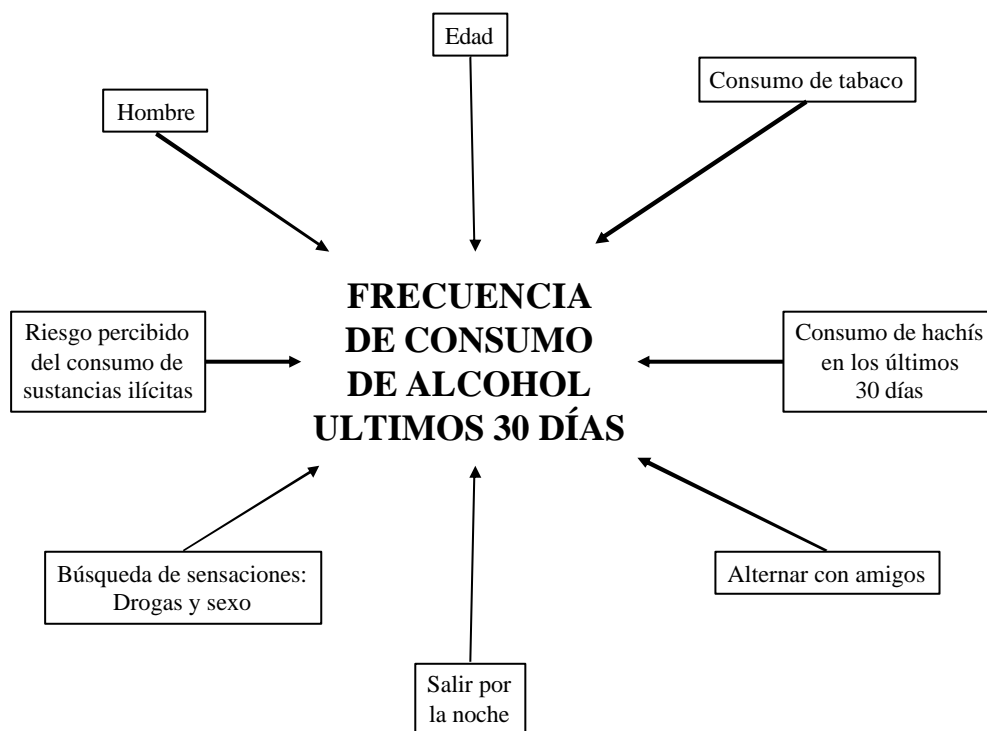 Edad
Consumo de tabaco
Hombre
FRECUENCIA
DE CONSUMO
DE ALCOHOL
ULTIMOS 30 DÍAS
Riesgo percibido
del consumo de
sustancias ilícitas
Consumo de hachís
en los últimos
30 días
Búsqueda de sensaciones:
Drogas y sexo
Alternar con amigos
Salir por
la noche